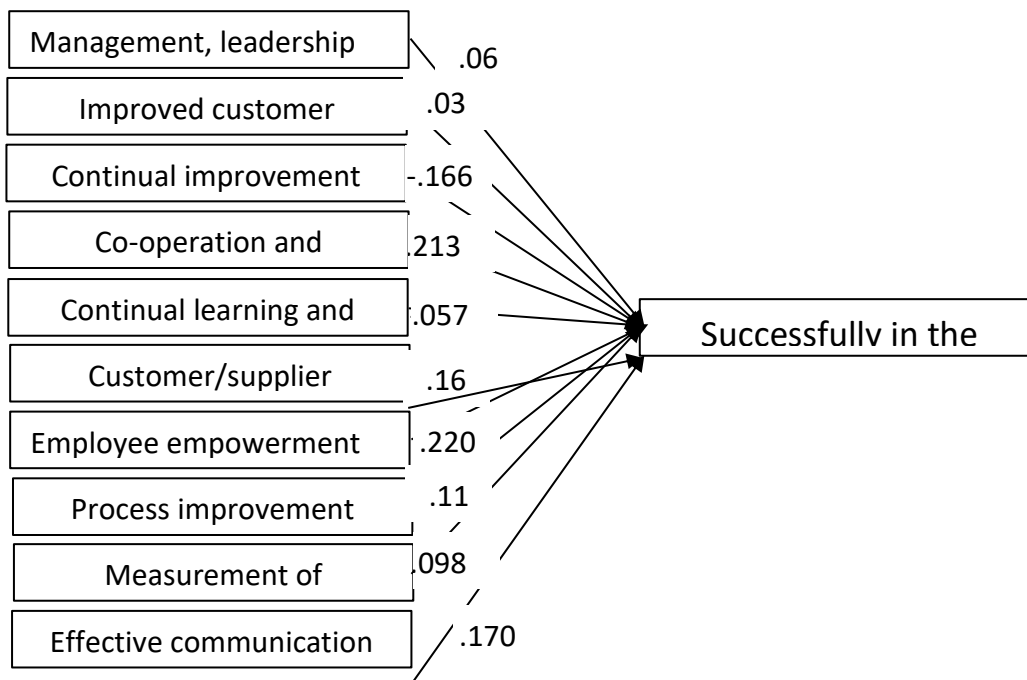 Management, leadership .06
Improved customer .03
Continual improvement -.166
Co-operation and .213
Continual learning and .057
Successfully in the
Customer/supplier .16
Employee empowerment .220
Process improvement .11
Measurement of .098
Effective communication .170